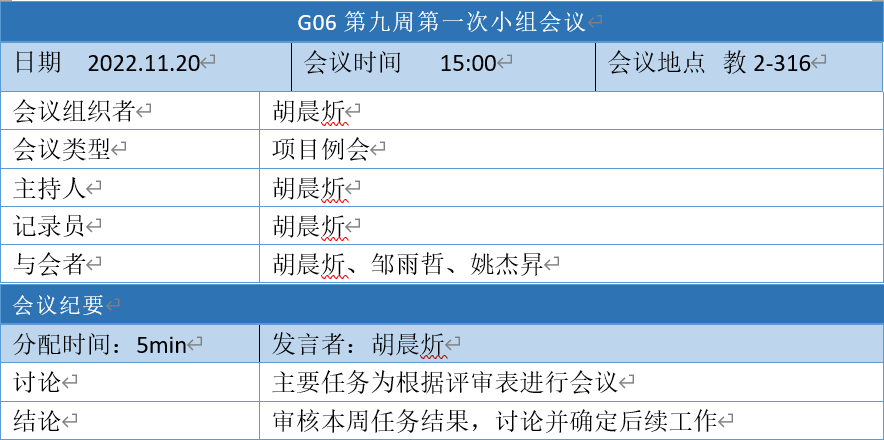 G06 第九周第一次小组会议
日期 2022.11.20 会议时间 15:00 会议地点 教 2-316
会议组织者 胡晨炘
会议类型 项目例会
主持人 胡晨炘
记录员 胡晨炘
与会者 胡晨炘、邹雨哲、姚杰昇
会议纪要
分配时间：5min 发言者：胡晨炘
讨论 主要任务为根据评审表进行会议
结论 审核本周任务结果，讨论并确定后续工作